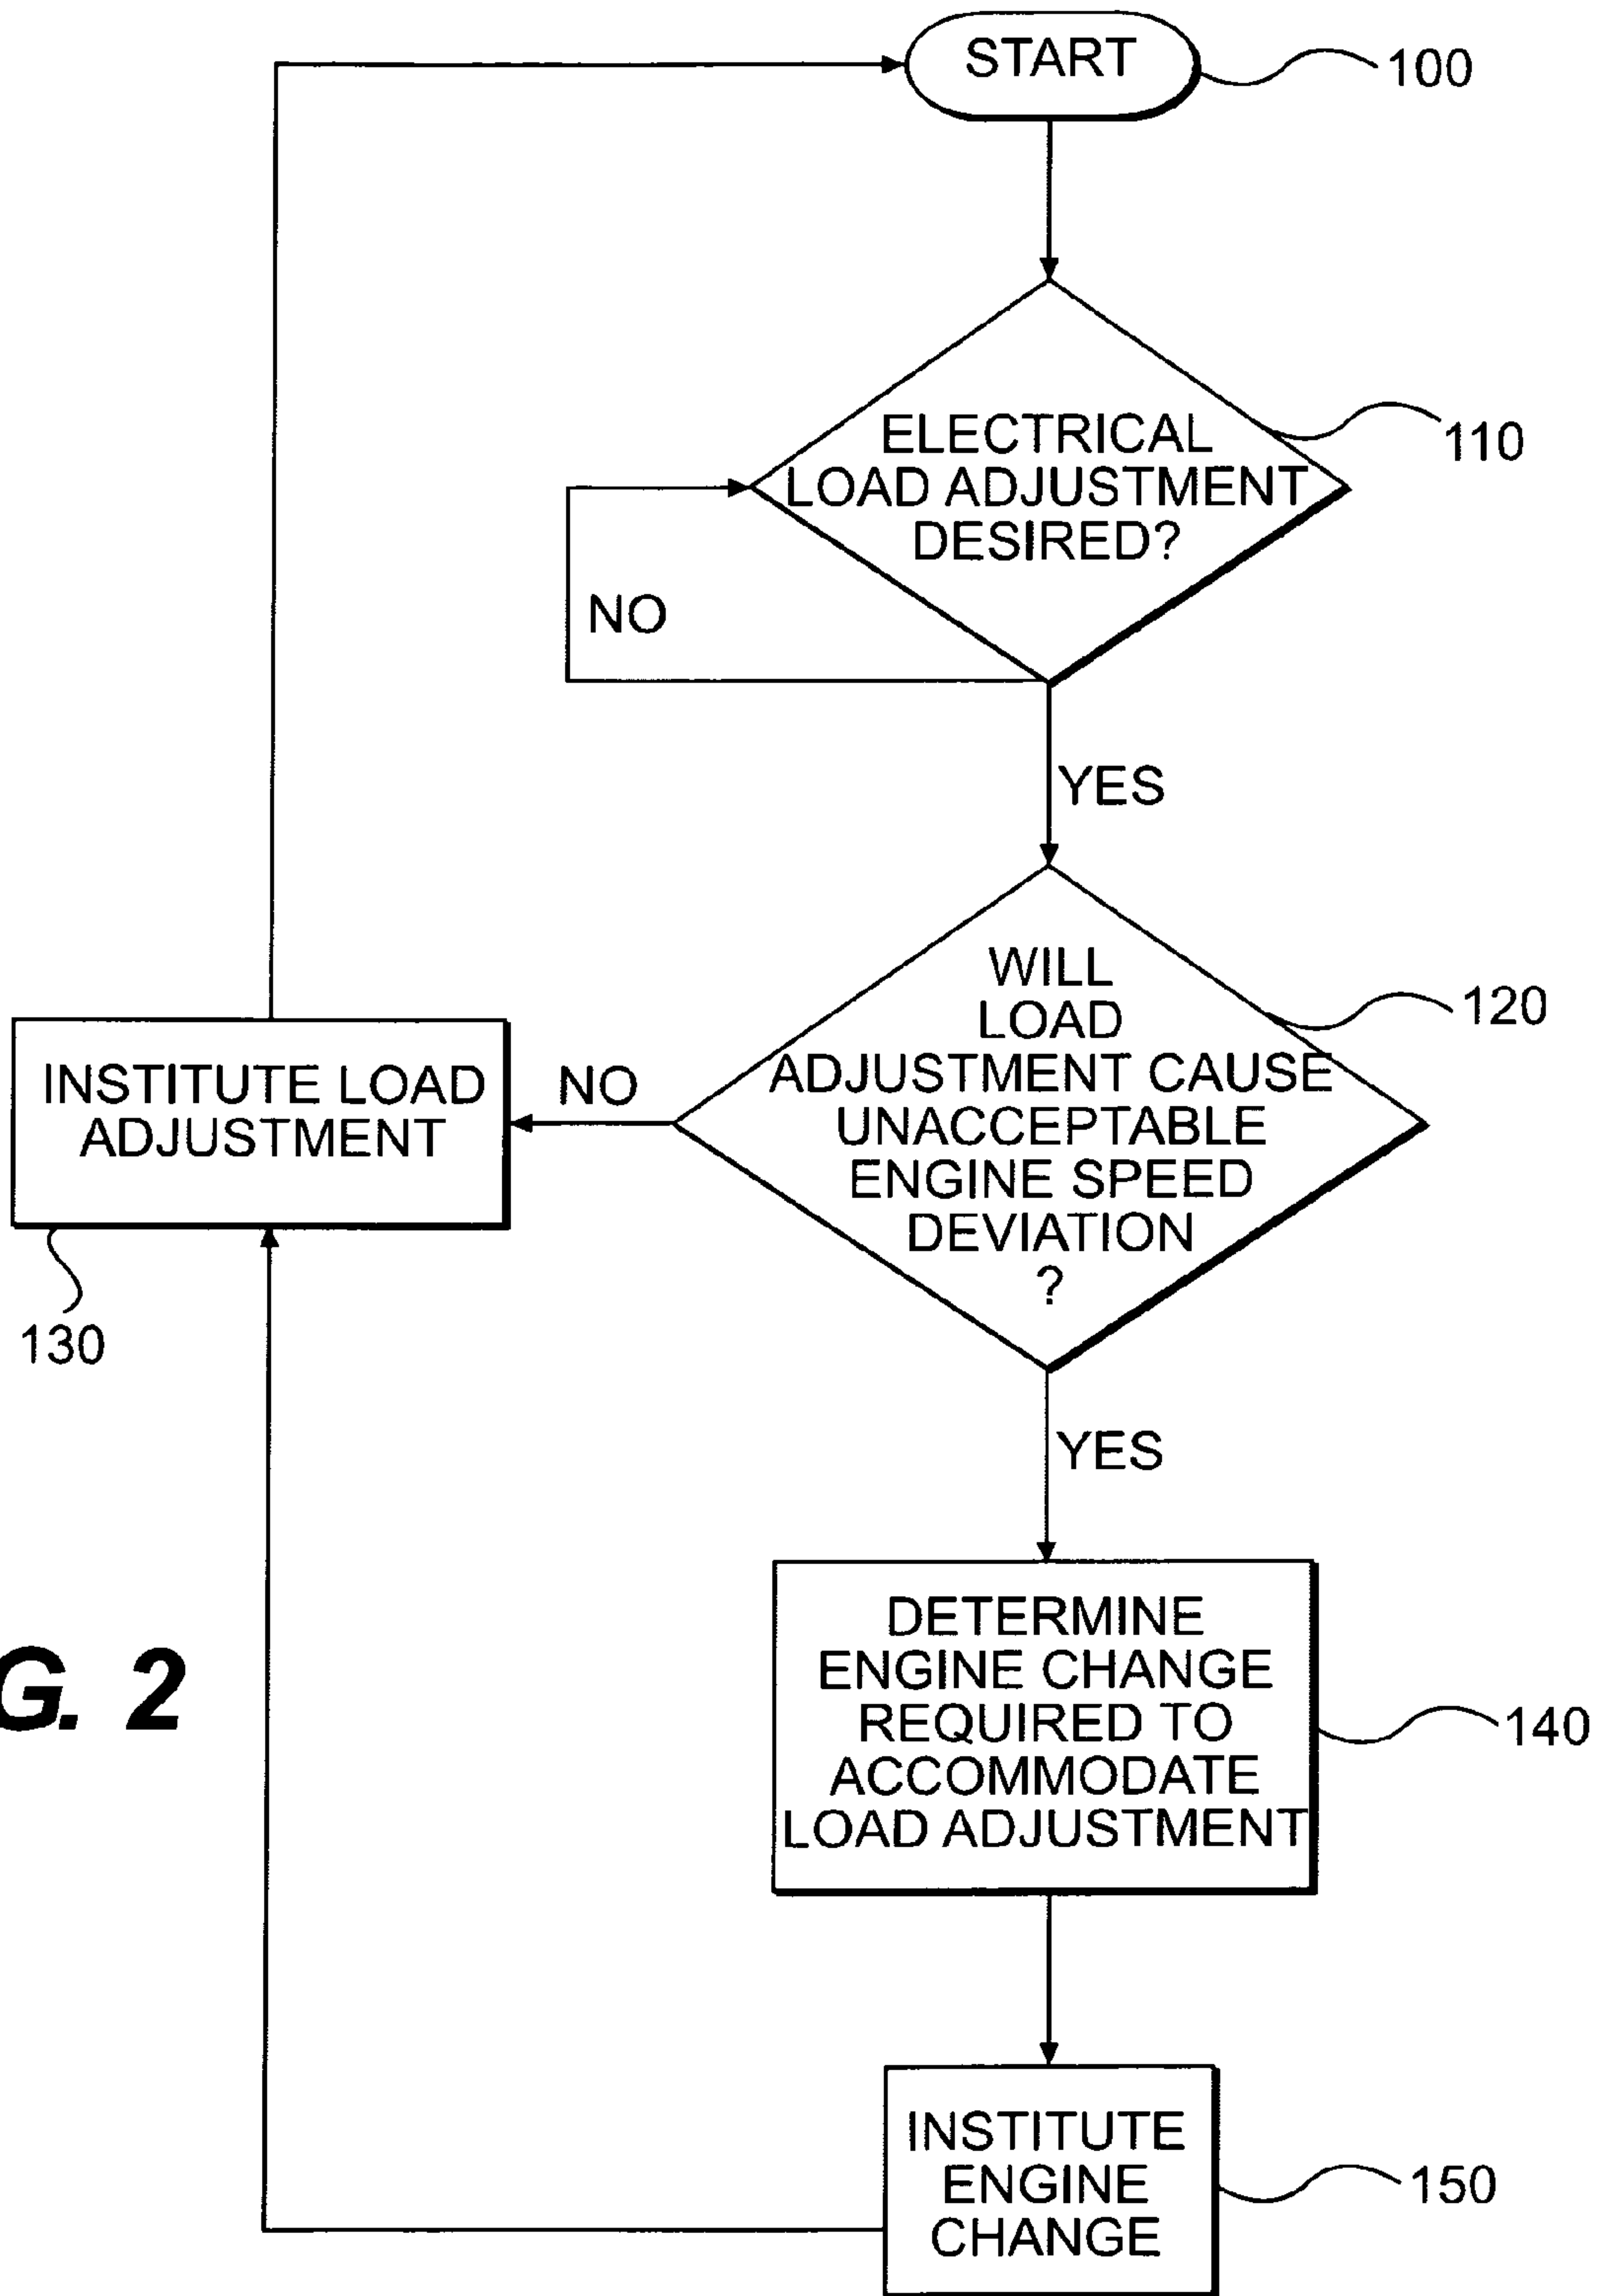 START
100
ELECTRICAL
LOAD ADJUSTMENT
DESIRED?
110
NO
YES
WILL
LOAD
ADJUSTMENT CAUSE
UNACCEPTABLE
ENGINE SPEED
DEVIATION
?
120
NO
INSTITUTE LOAD
ADJUSTMENT
130
YES
DETERMINE
ENGINE CHANGE
REQUIRED TO
ACCOMMODATE
LOAD ADJUSTMENT
140
G. 2
INSTITUTE
ENGINE
CHANGE
150